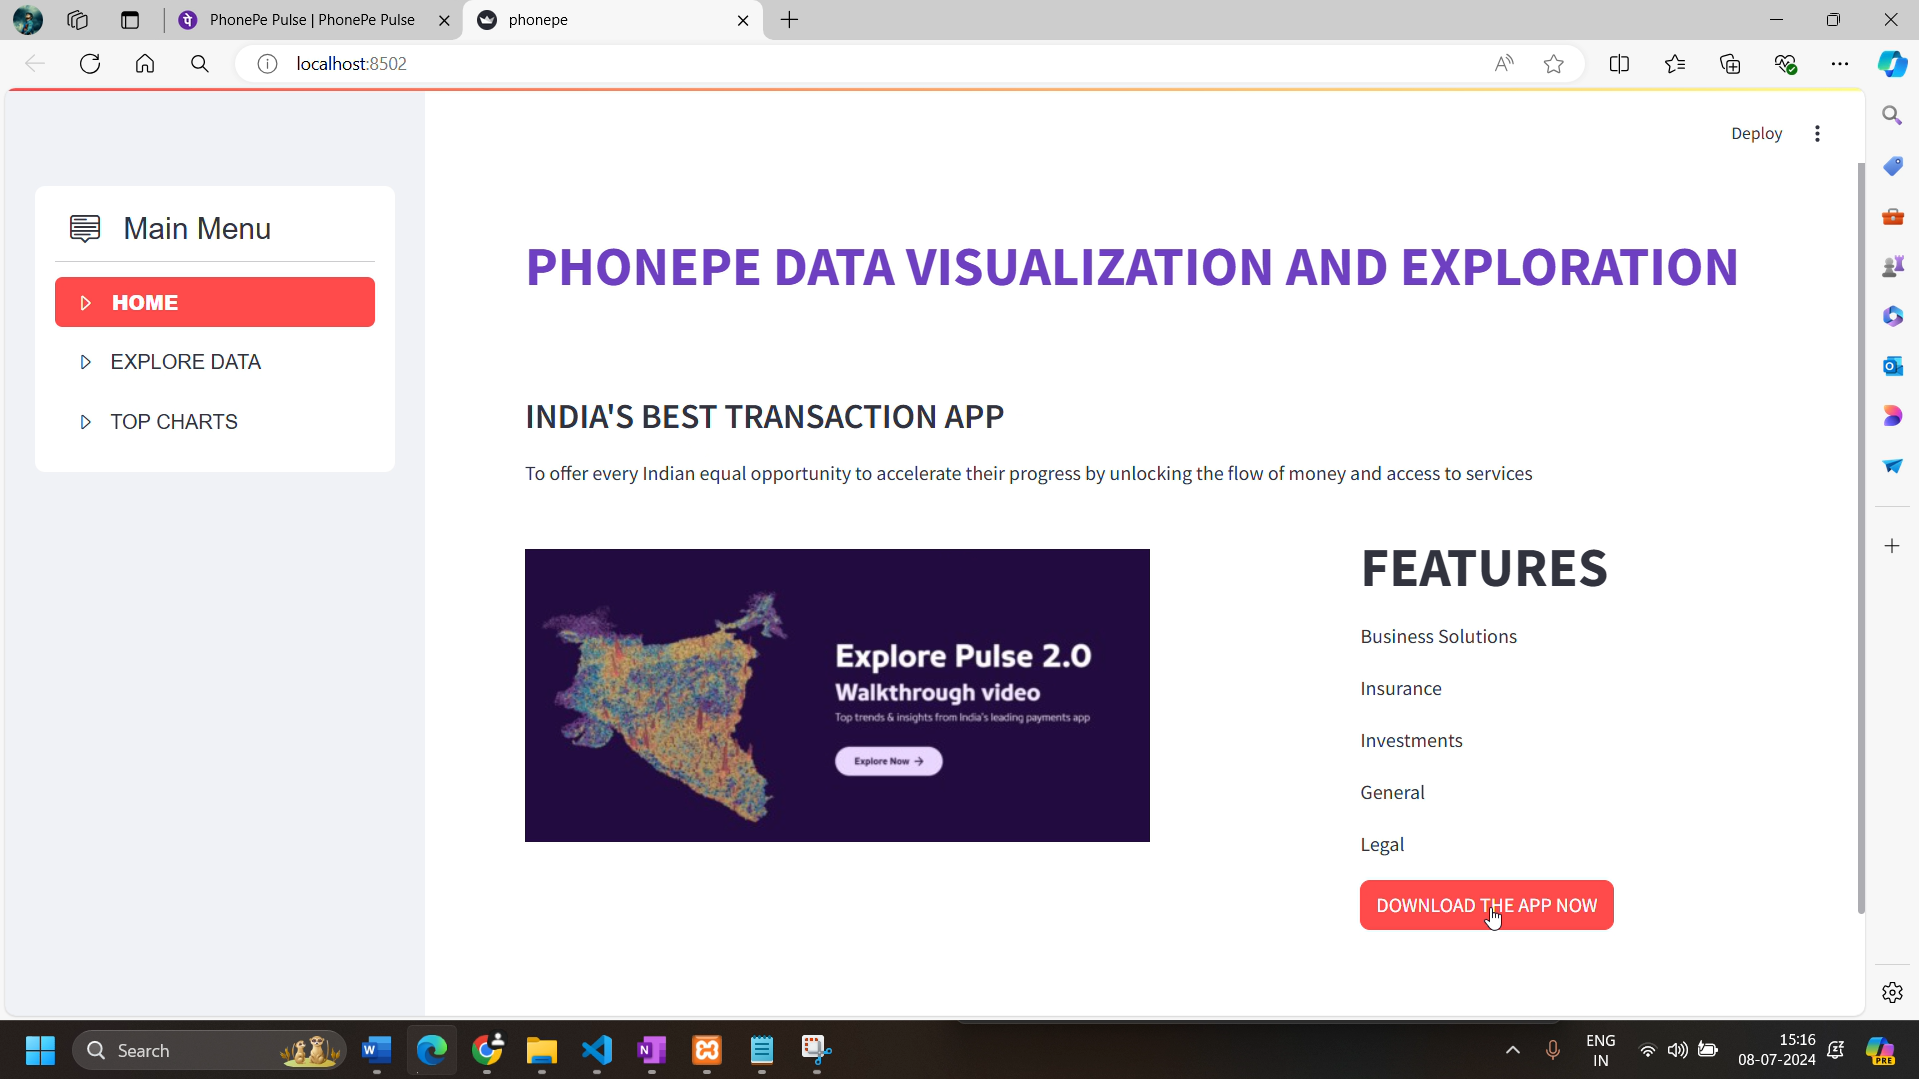 PhonePe Pulse | PhonePe Pulse
phonepe
localhost:8502
Deploy
Main Menu
HOME
EXPLORE DATA
TOP CHARTS
PHONEPE DATA VISUALIZATION AND EXPLORATION
INDIA'S BEST TRANSACTION APP
To offer every Indian equal opportunity to accelerate their progress by unlocking the flow of money and access to services
Explore Pulse 2.0
Walkthrough video
Top trends & insights from India's leading payments app
Explore Now →
FEATURES
Business Solutions
Insurance
Investments
General
Legal
DOWNLOAD THE APP NOW
Search
ENG
IN
15:16
08-07-2024
PRE